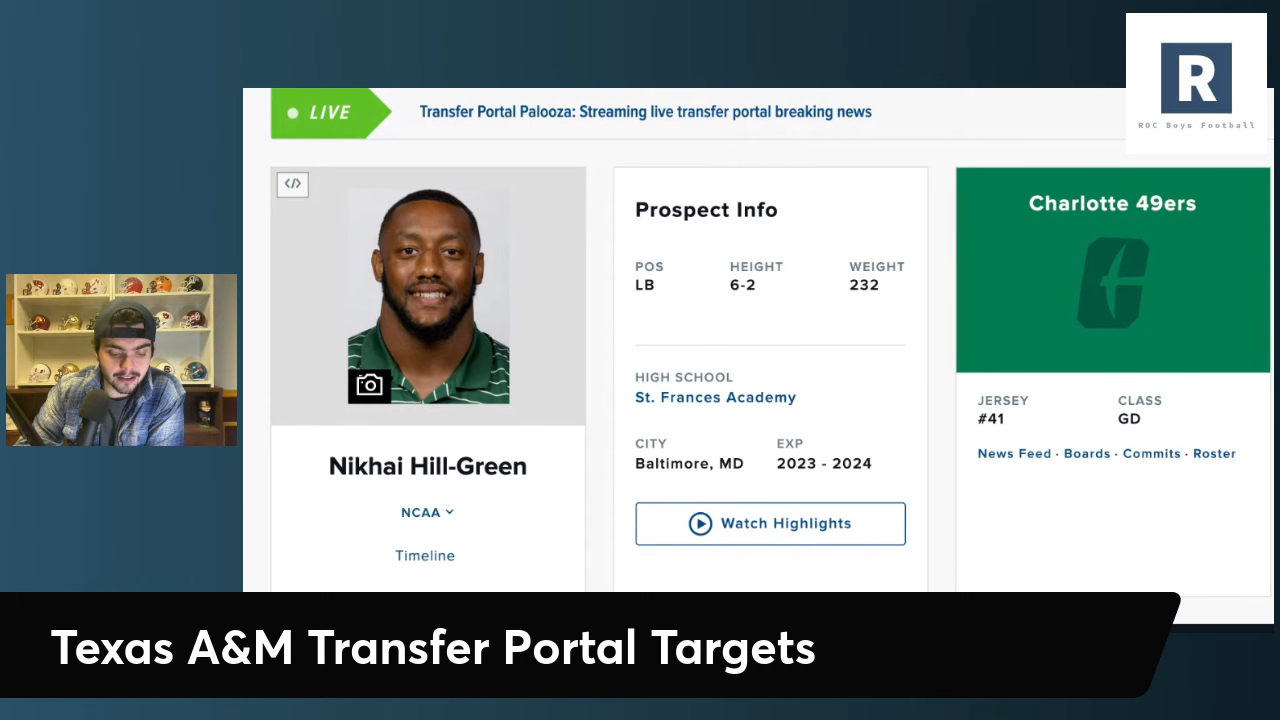 LIVE
Transfer Portal Palooza: Streaming live transfer portal breaking news
R
ROC Boys Football
</>
Prospect Info
POS HEIGHT WEIGHT
LB 6-2 232
HIGH SCHOOL
St. Frances Academy
CITY EXP
Baltimore, MD 2023 - 2024
Watch Highlights
Nikhai Hill-Green
NCAA
Timeline
Charlotte 49ers
C
JERSEY CLASS
#41 GD
News Feed · Boards · Commits · Roster
Texas A&M Transfer Portal Targets